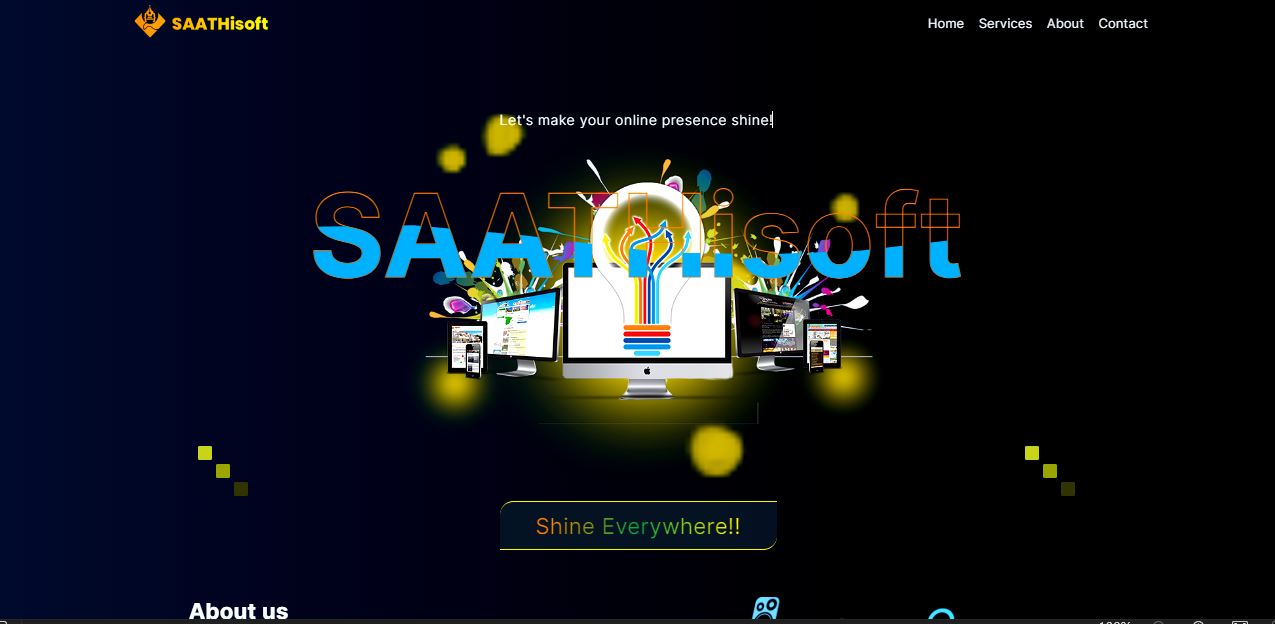 SAATHisoft
Home Services About Contact
Let's make your online presence shine!
SAATHisoft
Shine Everywhere!!
About us